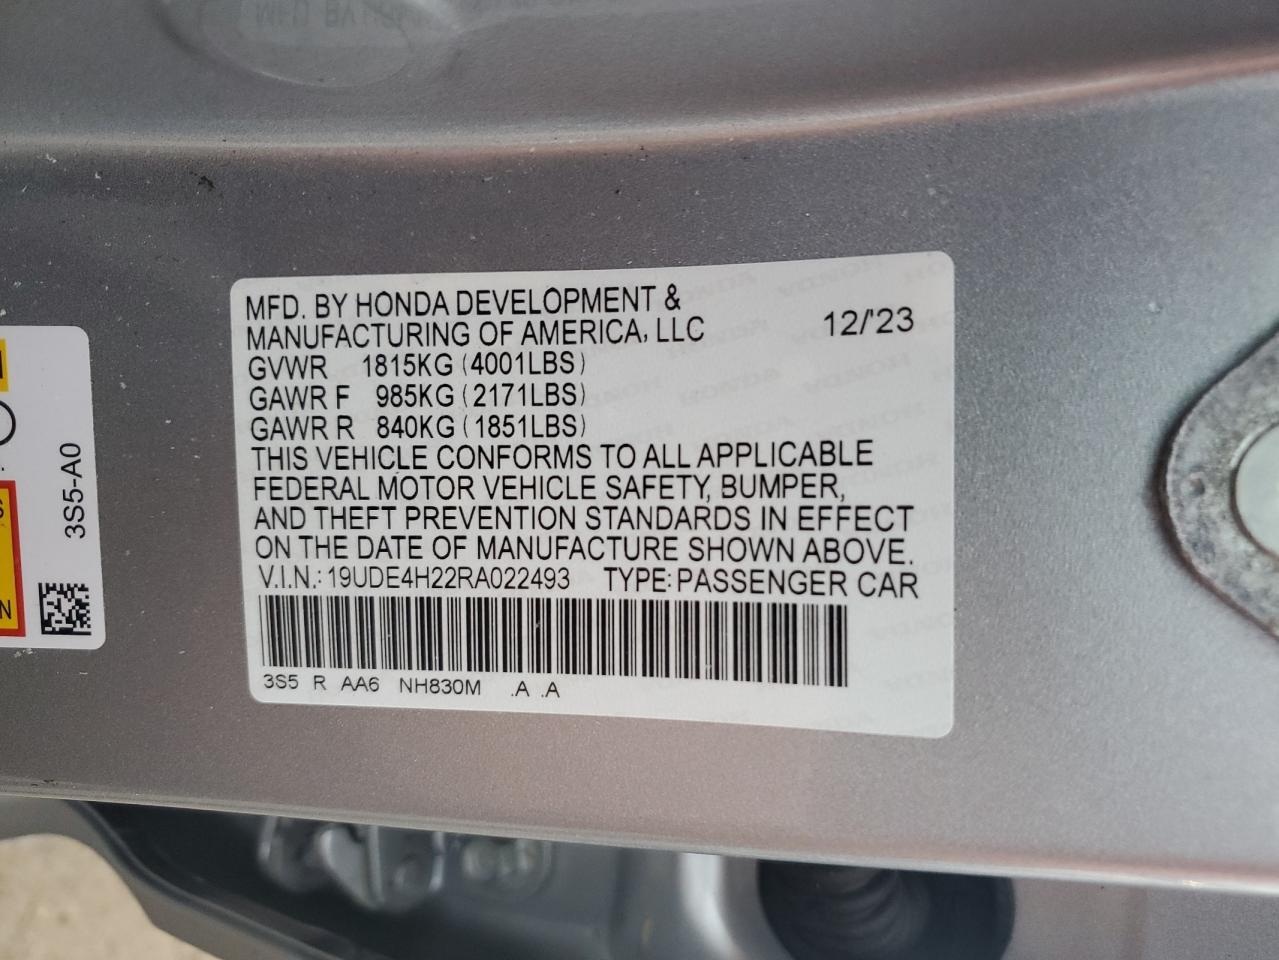 MFD. BY HONDA DEVELOPMENT &
MANUFACTURING OF AMERICA, LLC 12/'23
GVWR 1815KG (4001LBS)
GAWR F 985KG (2171LBS)
GAWR R 840KG (1851LBS)
THIS VEHICLE CONFORMS TO ALL APPLICABLE
FEDERAL MOTOR VEHICLE SAFETY, BUMPER,
AND THEFT PREVENTION STANDARDS IN EFFECT
ON THE DATE OF MANUFACTURE SHOWN ABOVE.
V.I.N.: 19UDE4H22RA022493 TYPE: PASSENGER CAR
3S5 R AA6 NH830M .A .A
3S5-A0